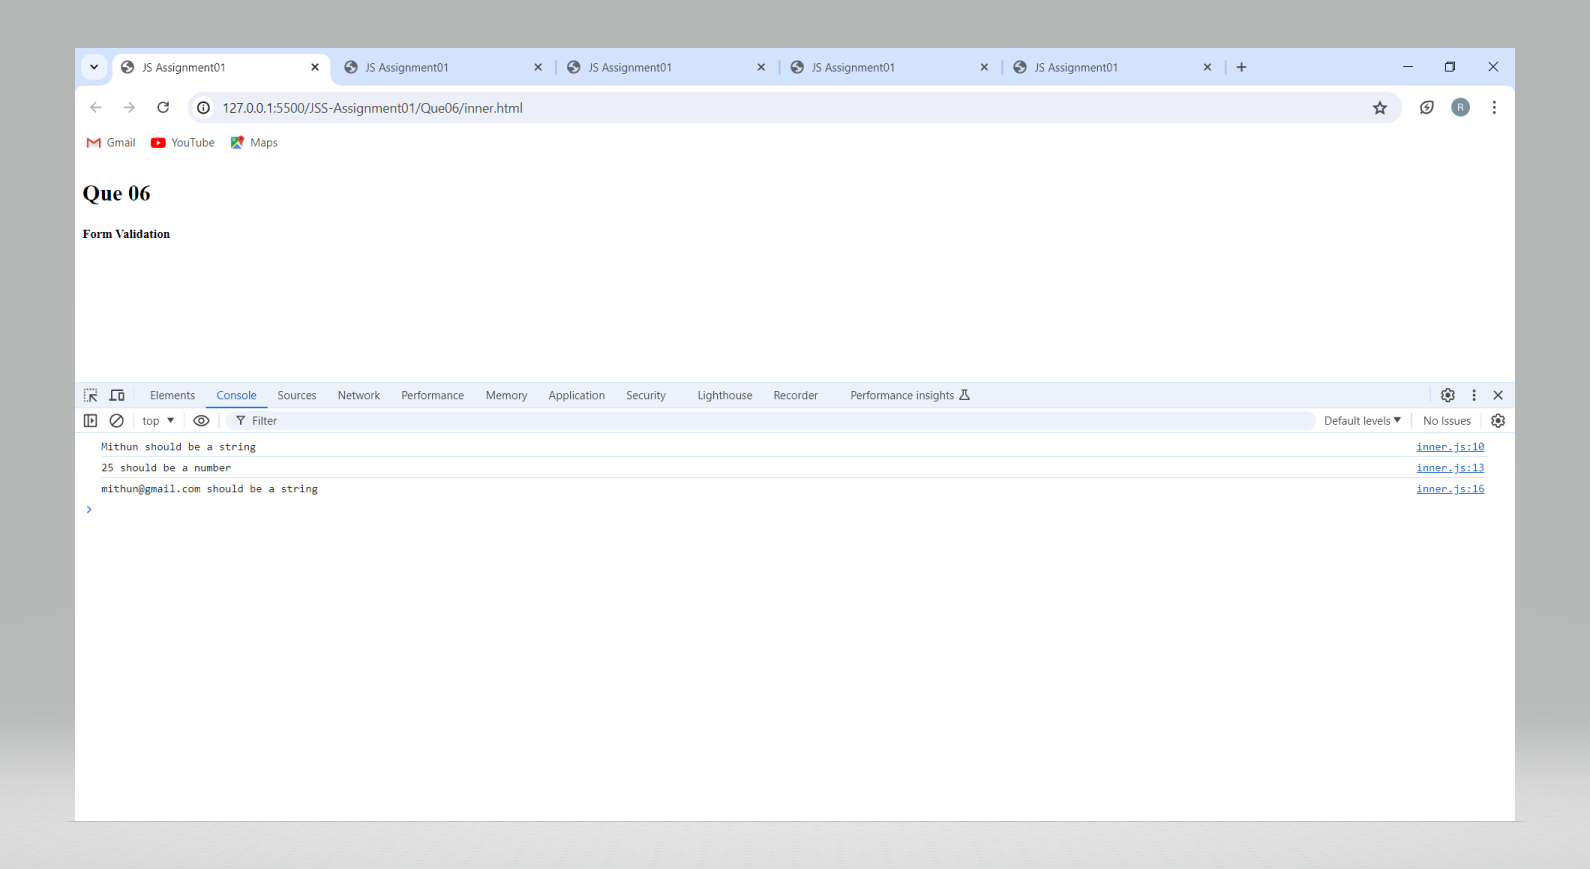 JS Assignment01 JS Assignment01 JS Assignment01 JS Assignment01 JS Assignment01
127.0.0.1:5500/JSS-Assignment01/Que06/inner.html R
Gmail YouTube Maps
Que 06
Form Validation
Elements Console Sources Network Performance Memory Application Security Lighthouse Recorder Performance insights
top Filter Default levels No Issues
Mithun should be a string inner.js:10
25 should be a number inner.js:13
mithun@gmail.com should be a string inner.js:16